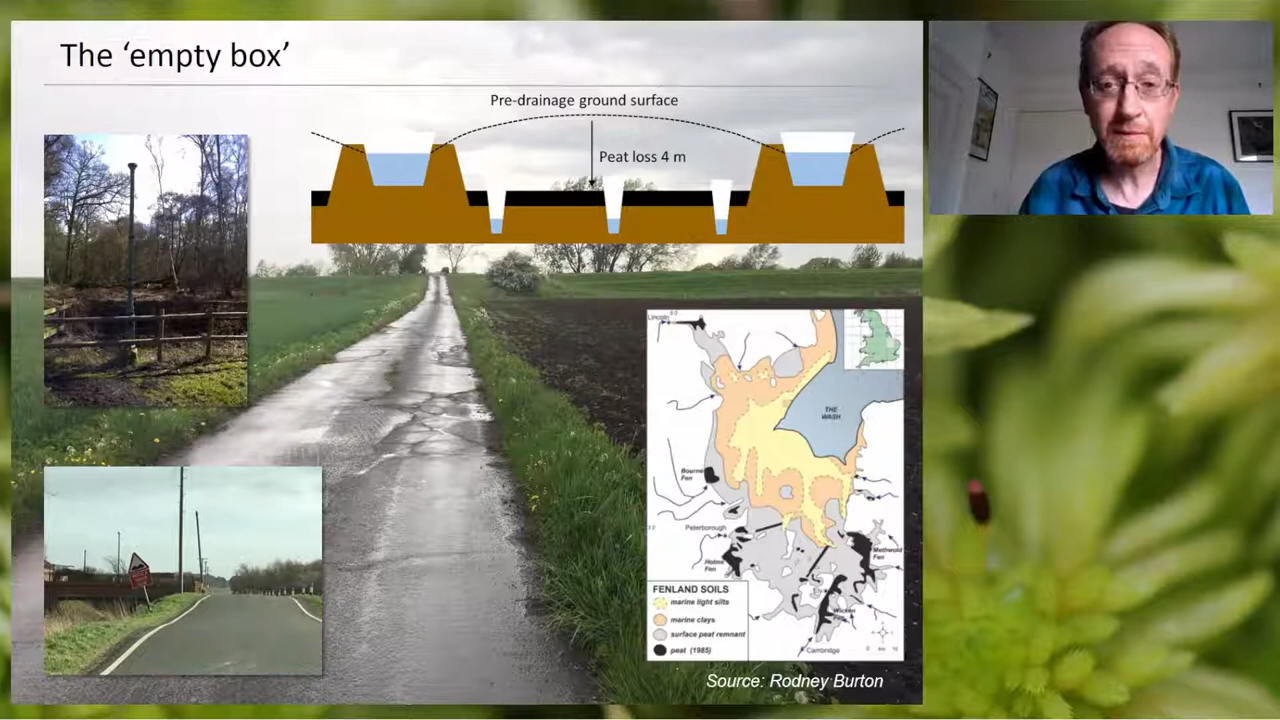 The ‘empty box’
Pre-drainage ground surface
Peat loss 4 m
Lincoln
THE
WASH
Bourne
Fen
Peterborough
Holme
Fen
Methwold
Fen
Wicken
Cambridge
FENLAND SOILS
marine light silts
marine clays
surface peat remnant
peat (1985)
Source: Rodney Burton